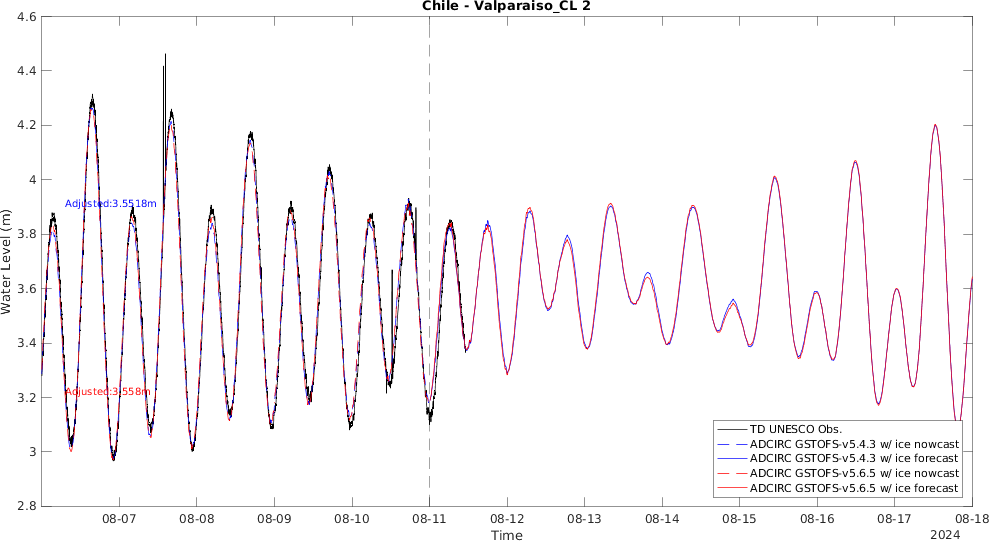 Chile - Valparaiso_CL 2
4.6
4.4
4.2
4
3.8
3.6
3.4
3.2
3
2.8
Water Level (m)
Adjusted:3.5518m
Adjusted:3.558m
TD UNESCO Obs.
ADCIRC GSTOFS-v5.4.3 w/ ice nowcast
ADCIRC GSTOFS-v5.4.3 w/ ice forecast
ADCIRC GSTOFS-v5.6.5 w/ ice nowcast
ADCIRC GSTOFS-v5.6.5 w/ ice forecast
08-07 08-08 08-09 08-10 08-11 08-12 08-13 08-14 08-15 08-16 08-17 08-18
Time
2024